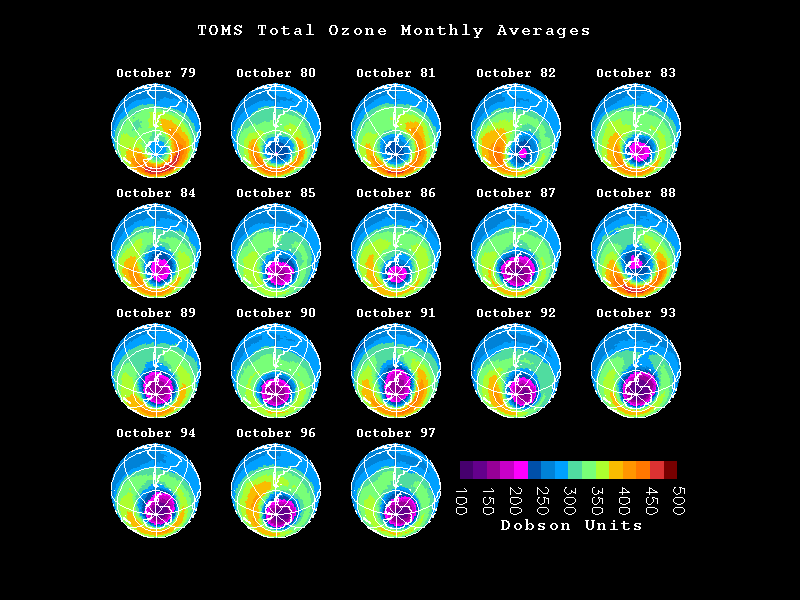 TOMS Total Ozone Monthly Averages
October 79 October 80 October 81 October 82 October 83
October 84 October 85 October 86 October 87 October 88
October 89 October 90 October 91 October 92 October 93
October 94 October 96 October 97
100 150 200 250 300 350 400 450 500
Dobson Units